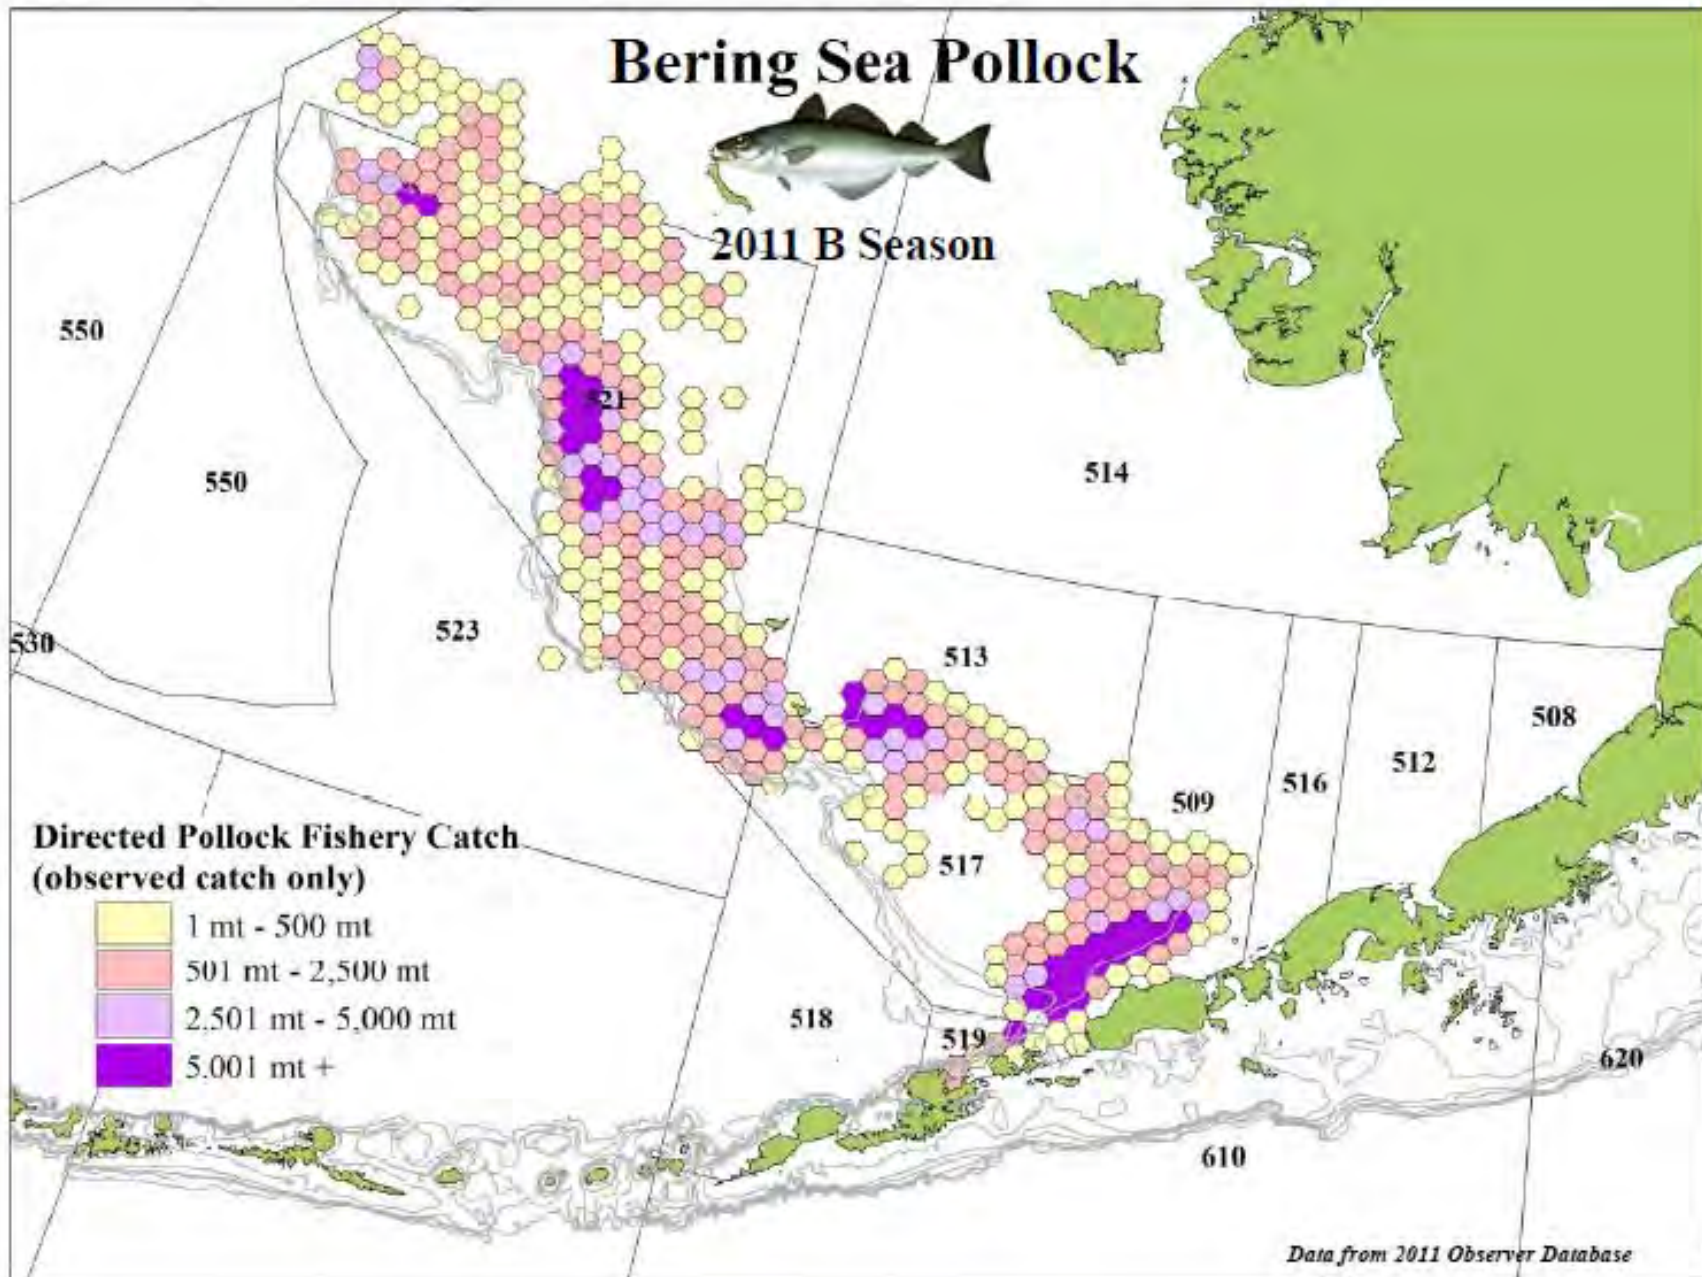 Bering Sea Pollock
2011 B Season
550
521
550
514
530
523
513
508
516
512
509
517
Directed Pollock Fishery Catch
(observed catch only)
1 mt - 500 mt
501 mt - 2,500 mt
2.501 mt - 5,000 mt
5.001 mt +
518
519
620
610
Data from 2011 Observer Database